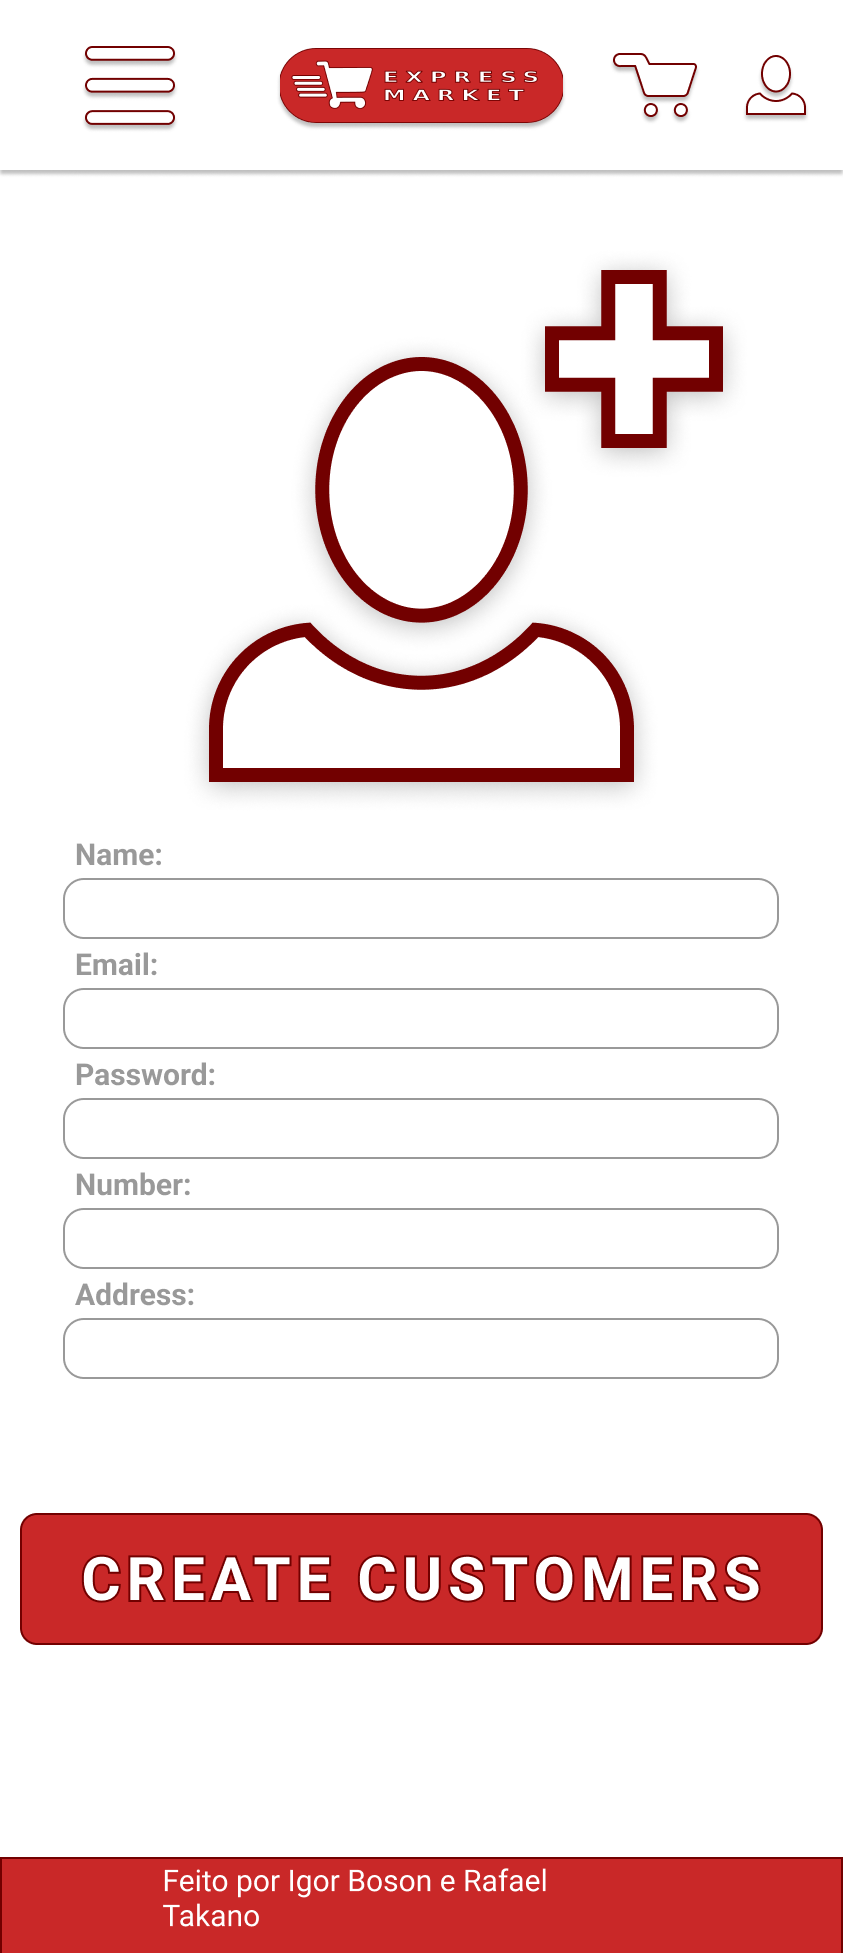 EXPRESS
MARKET
Name:
Email:
Password:
Number:
Address:
CREATE CUSTOMERS
Feito por Igor Boson e Rafael
Takano